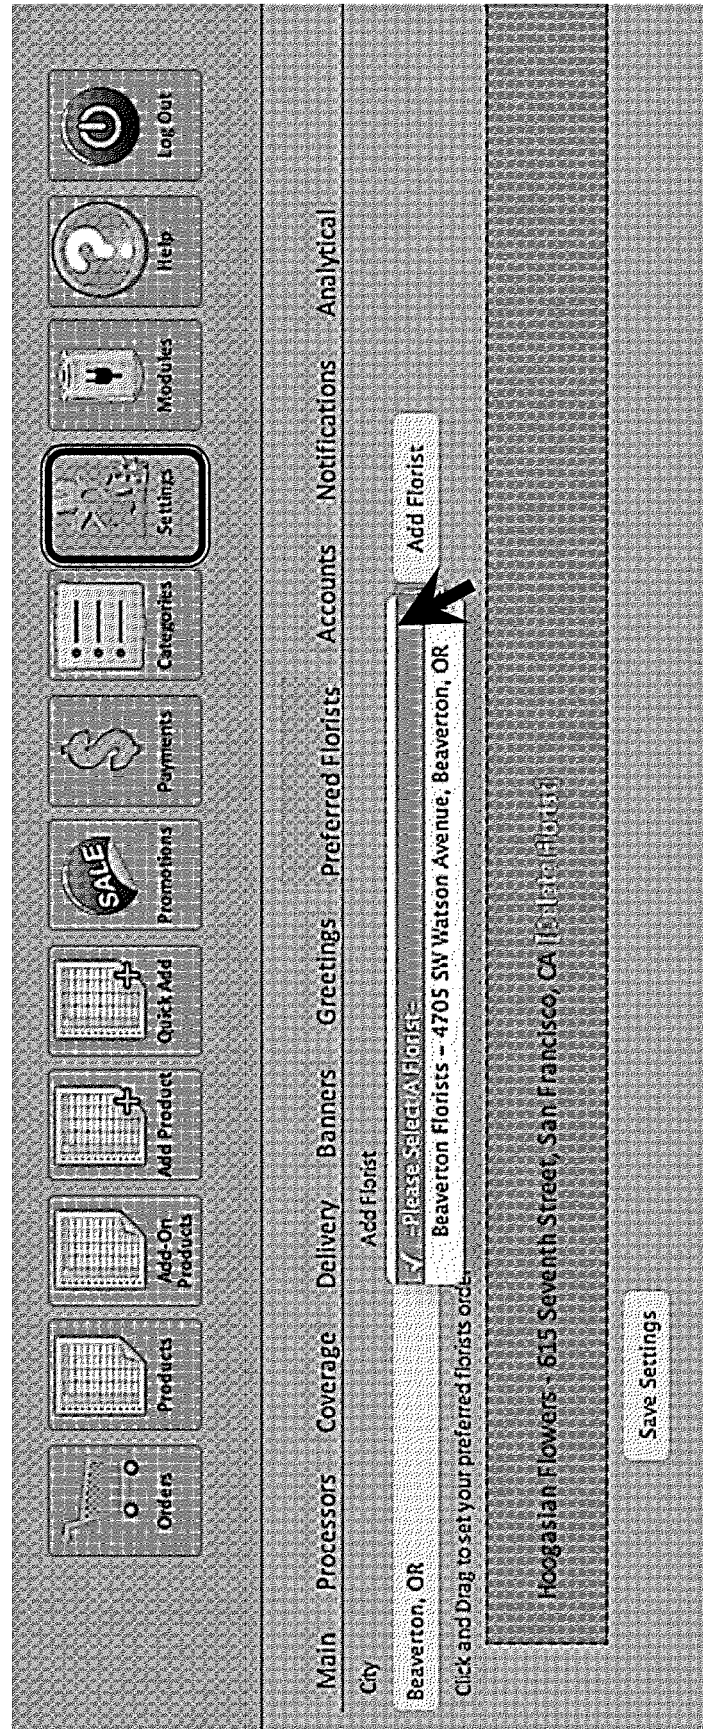 Orders
Products
Add-On
Products
Add Product
Quick Add
SALE
Promotions
Payments
Categories
Settings
Modules
Help
Log Out
Main Processors Coverage Delivery Banners Greetings Preferred Florists Accounts Notifications Analytical
City
Add Florist
Beaverton, OR
- Please Select A Florist -
Beaverton Florists – 4705 SW Watson Avenue, Beaverton, OR
Add Florist
Click and Drag to set your preferred florists order.
Hoogasian Flowers - 615 Seventh Street, San Francisco, CA [Delete Florist]
Save Settings